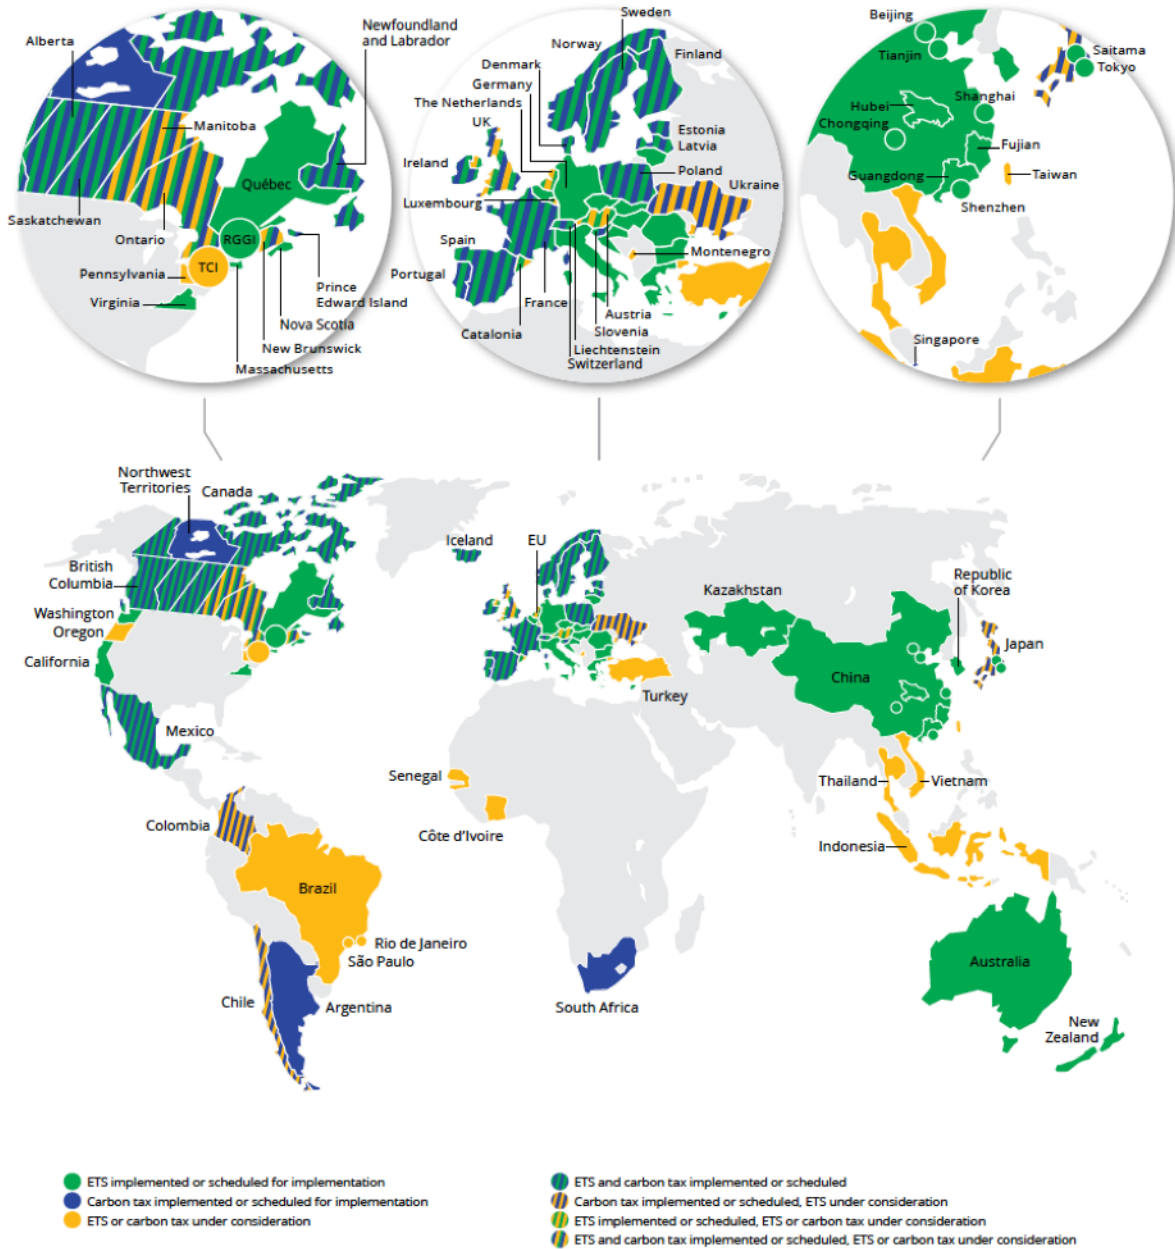 Alberta
Newfoundland
and Labrador
Manitoba
Québec
Saskatchewan
Ontario
RGGI
TCI
Pennsylvania
Virginia
Prince
Edward Island
Nova Scotia
New Brunswick
Massachusetts
Sweden
Norway
Finland
Denmark
Germany
The Netherlands
UK
Estonia
Latvia
Ireland
Poland
Ukraine
Luxembourg
Spain
Montenegro
Portugal
France
Austria
Catalonia
Slovenia
Liechtenstein
Switzerland
Beijing
Tianjin
Saitama
Tokyo
Hubei
Shanghai
Chongqing
Fujian
Guangdong
Taiwan
Shenzhen
Singapore
Northwest
Territories
Canada
Iceland
EU
British
Columbia
Kazakhstan
Republic
of Korea
Washington
Oregon
Japan
California
China
Turkey
Mexico
Senegal
Thailand
Vietnam
Colombia
Côte d’Ivoire
Indonesia
Brazil
Rio de Janeiro
São Paulo
Australia
Chile
Argentina
South Africa
New
Zealand
ETS implemented or scheduled for implementation
Carbon tax implemented or scheduled for implementation
ETS or carbon tax under consideration
ETS and carbon tax implemented or scheduled
Carbon tax implemented or scheduled, ETS under consideration
ETS implemented or scheduled, ETS or carbon tax under consideration
ETS and carbon tax implemented or scheduled, ETS or carbon tax under consideration